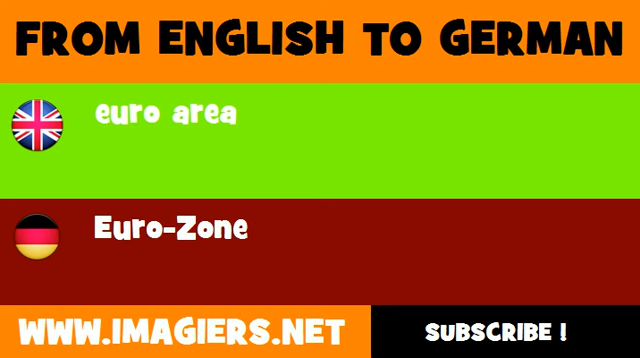 FROM ENGLISH TO GERMAN
euro area
Euro-Zone
WWW.IMAGIERS.NET
SUBSCRIBE !